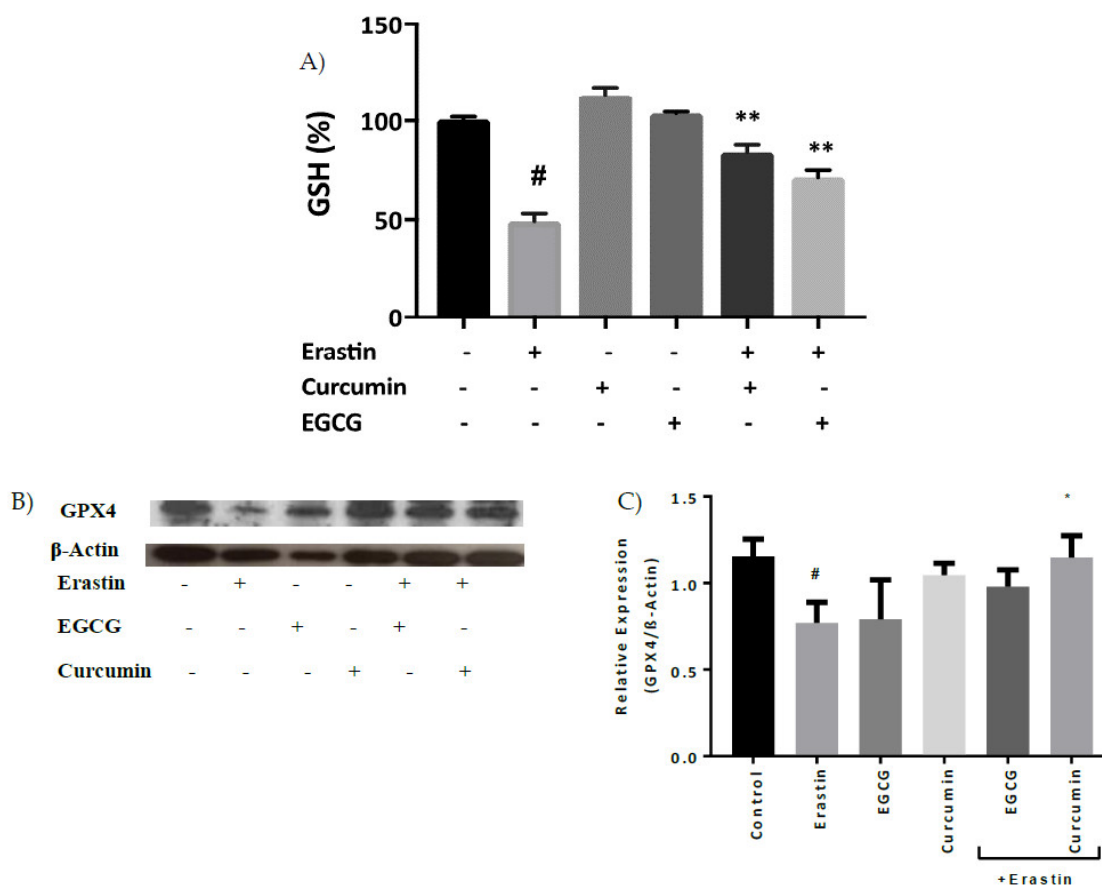 A)
150
100
50
0
GSH (%)
#
**
**
Erastin - + - - + +
Curcumin - - + - + -
EGCG - - - + - +
B)
GPX4
β-Actin
Erastin - + - - + +
EGCG - - + - + -
Curcumin - - - + - +
C)
1.5
1.0
0.5
0.0
Relative Expression
(GPX4/ß-Actin)
#
*
Control
Erastin
EGCG
Curcumin
EGCG
Curcumin
+Erastin